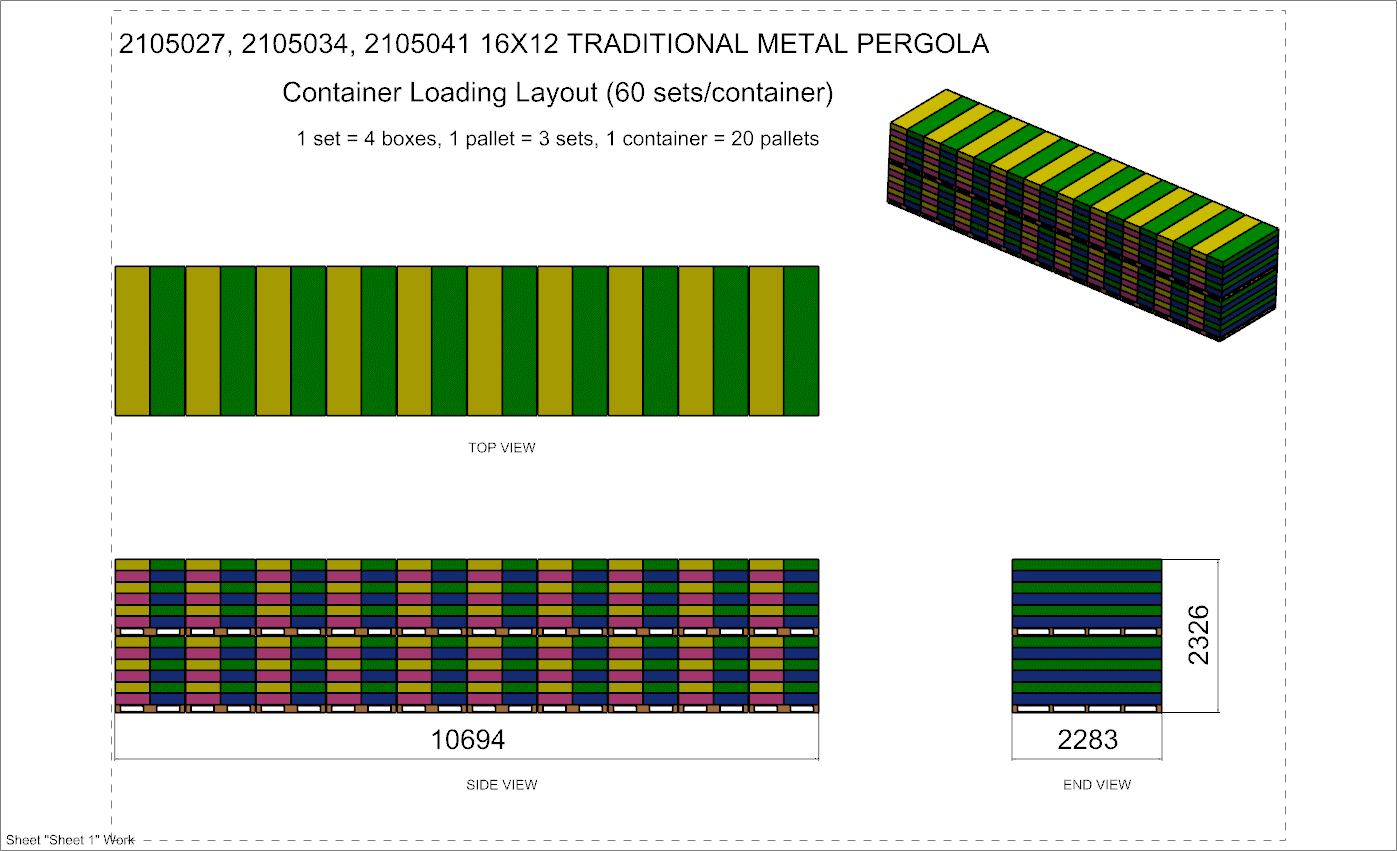 2105027, 2105034, 2105041 16X12 TRADITIONAL METAL PERGOLA
Container Loading Layout (60 sets/container)
1 set = 4 boxes, 1 pallet = 3 sets, 1 container = 20 pallets
TOP VIEW
2326
10694
2283
SIDE VIEW
END VIEW
Sheet "Sheet 1" Work